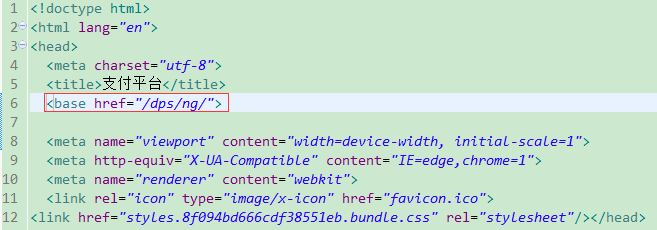 1 <!doctype html>
2 <html lang="en">
3 <head>
4 <meta charset="utf-8">
5 <title>支付平台</title>
6 <base href="/dps/ng/">
7
8 <meta name="viewport" content="width=device-width, initial-scale=1">
9 <meta http-equiv="X-UA-Compatible" content="IE=edge,chrome=1">
10 <meta name="renderer" content="webkit">
11 <link rel="icon" type="image/x-icon" href="favicon.ico">
12 <link href="styles.8f094bd666cdf38551eb.bundle.css" rel="stylesheet"/></head>